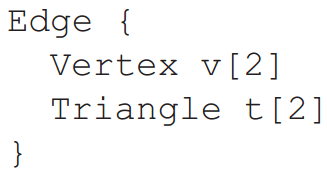 Edge {
  Vertex v[2]
  Triangle t[2]
}